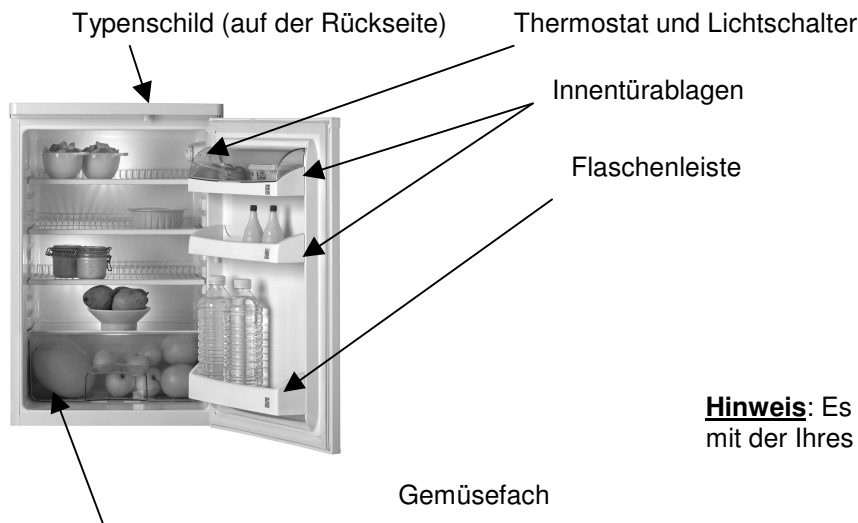 Typenschild (auf der Rückseite)
Thermostat und Lichtschalter
Innentürablagen
Flaschenleiste
Hinweis: Es
mit der Ihres
Gemüsefach